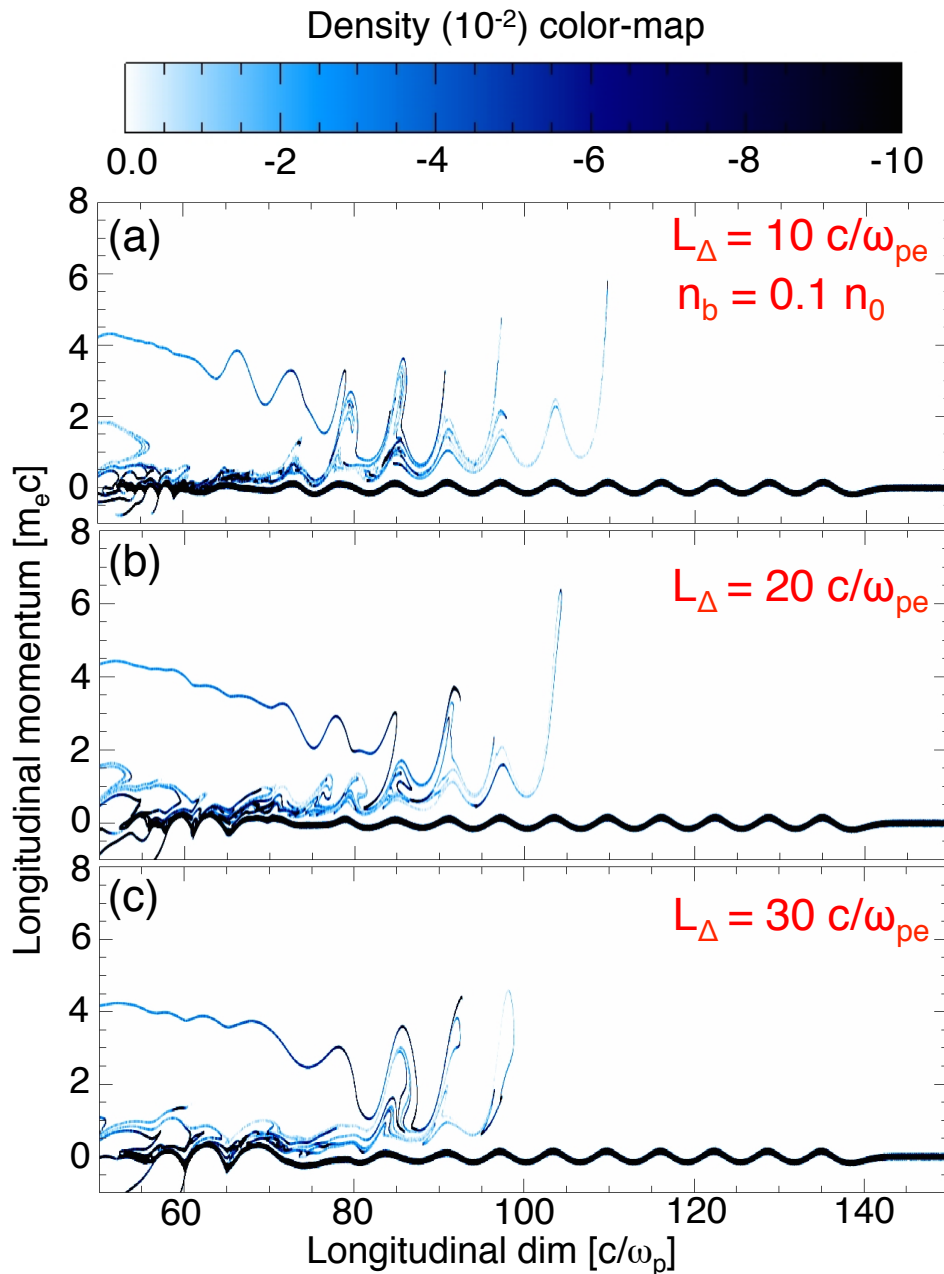 Density (10⁻²) color-map
0.0 -2 -4 -6 -8 -10
Longitudinal momentum [mₑc]
8
6
4
2
0
(a)
L_Δ = 10 c/ω_pe
n_b = 0.1 n_0
8
6
4
2
0
(b)
L_Δ = 20 c/ω_pe
8
6
4
2
0
(c)
L_Δ = 30 c/ω_pe
60 80 100 120 140
Longitudinal dim [c/ω_p]